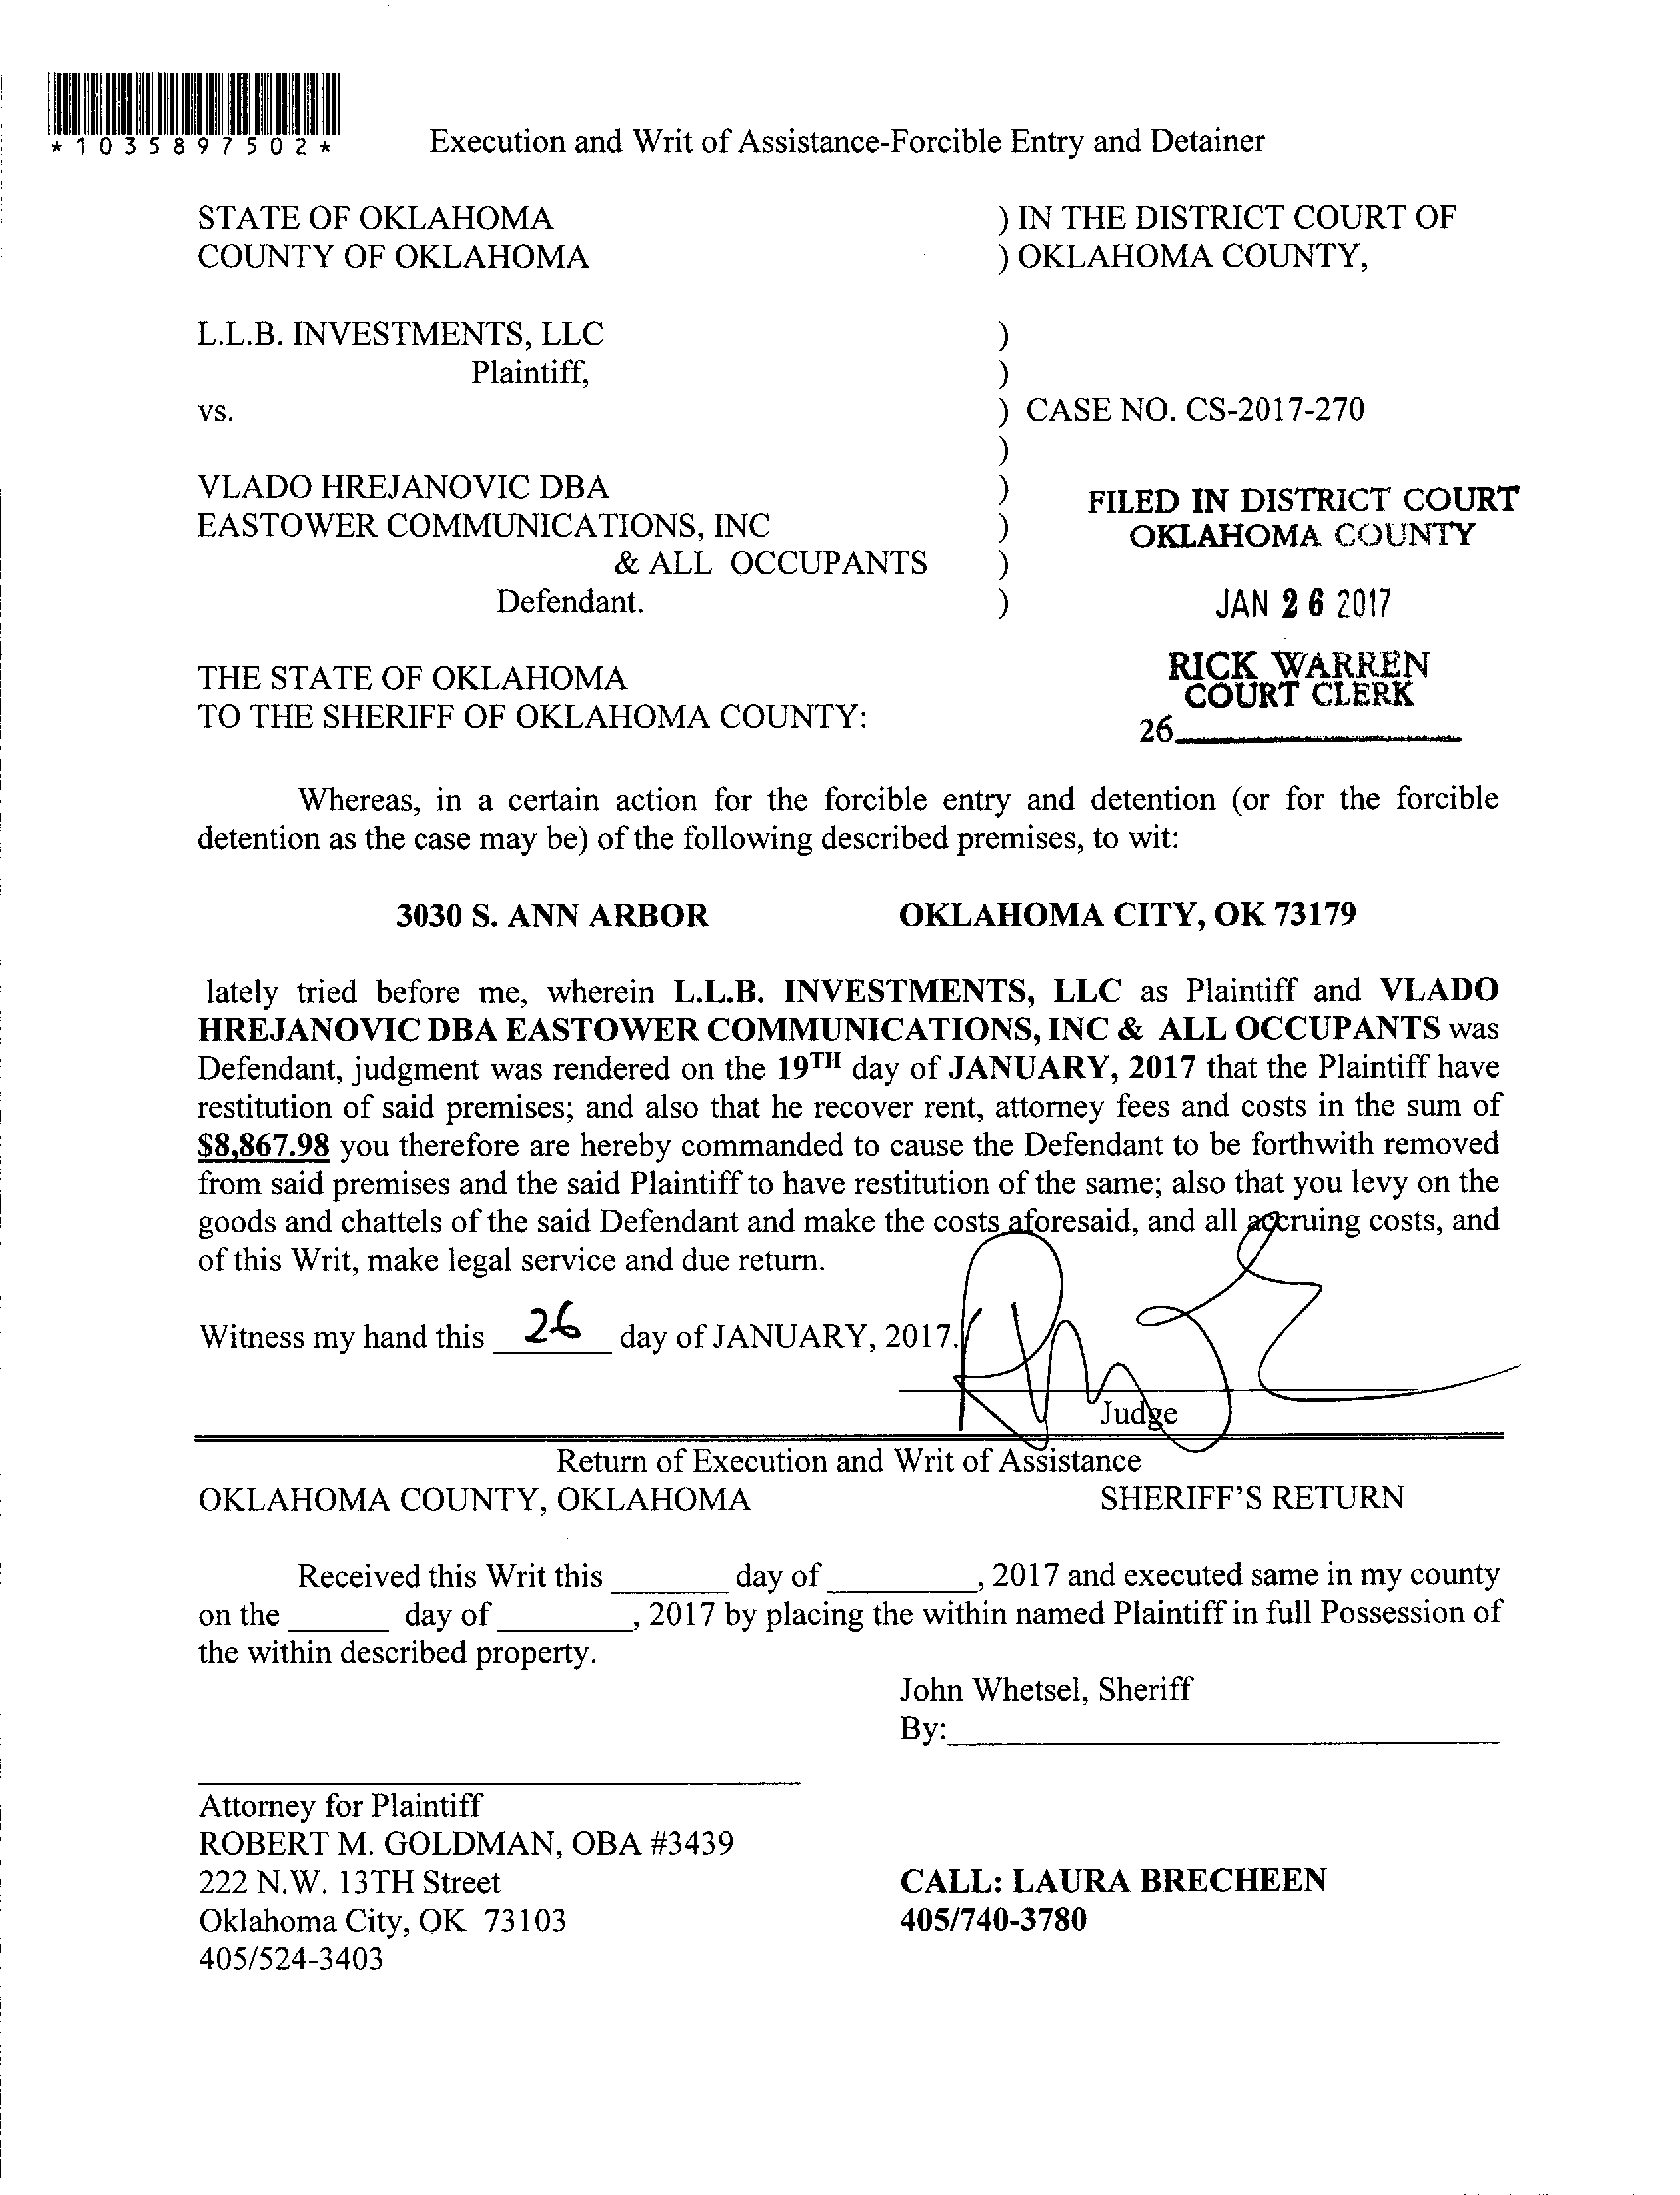 *1035897502*
Execution and Writ of Assistance-Forcible Entry and Detainer
STATE OF OKLAHOMA ) IN THE DISTRICT COURT OF
COUNTY OF OKLAHOMA ) OKLAHOMA COUNTY,
L.L.B. INVESTMENTS, LLC )
Plaintiff, )
vs. ) CASE NO. CS-2017-270
)
VLADO HREJANOVIC DBA )
EASTOWER COMMUNICATIONS, INC )
& ALL OCCUPANTS )
Defendant. )
FILED IN DISTRICT COURT
OKLAHOMA COUNTY
JAN 26 2017
RICK WARREN
COURT CLERK
26
THE STATE OF OKLAHOMA
TO THE SHERIFF OF OKLAHOMA COUNTY:
Whereas, in a certain action for the forcible entry and detention (or for the forcible
detention as the case may be) of the following described premises, to wit:
3030 S. ANN ARBOR OKLAHOMA CITY, OK 73179
lately tried before me, wherein L.L.B. INVESTMENTS, LLC as Plaintiff and VLADO
HREJANOVIC DBA EASTOWER COMMUNICATIONS, INC & ALL OCCUPANTS was
Defendant, judgment was rendered on the 19TH day of JANUARY, 2017 that the Plaintiff have
restitution of said premises; and also that he recover rent, attorney fees and costs in the sum of
$8,867.98 you therefore are hereby commanded to cause the Defendant to be forthwith removed
from said premises and the said Plaintiff to have restitution of the same; also that you levy on the
goods and chattels of the said Defendant and make the costs aforesaid, and all accruing costs, and
of this Writ, make legal service and due return.
Witness my hand this 26 day of JANUARY, 2017.
Judge
Return of Execution and Writ of Assistance
OKLAHOMA COUNTY, OKLAHOMA SHERIFF'S RETURN
Received this Writ this ______ day of ________, 2017 and executed same in my county
on the ______ day of ________, 2017 by placing the within named Plaintiff in full Possession of
the within described property.
John Whetsel, Sheriff
By:
Attorney for Plaintiff
ROBERT M. GOLDMAN, OBA #3439
222 N.W. 13TH Street
Oklahoma City, OK 73103
405/524-3403
CALL: LAURA BRECHEEN
405/740-3780